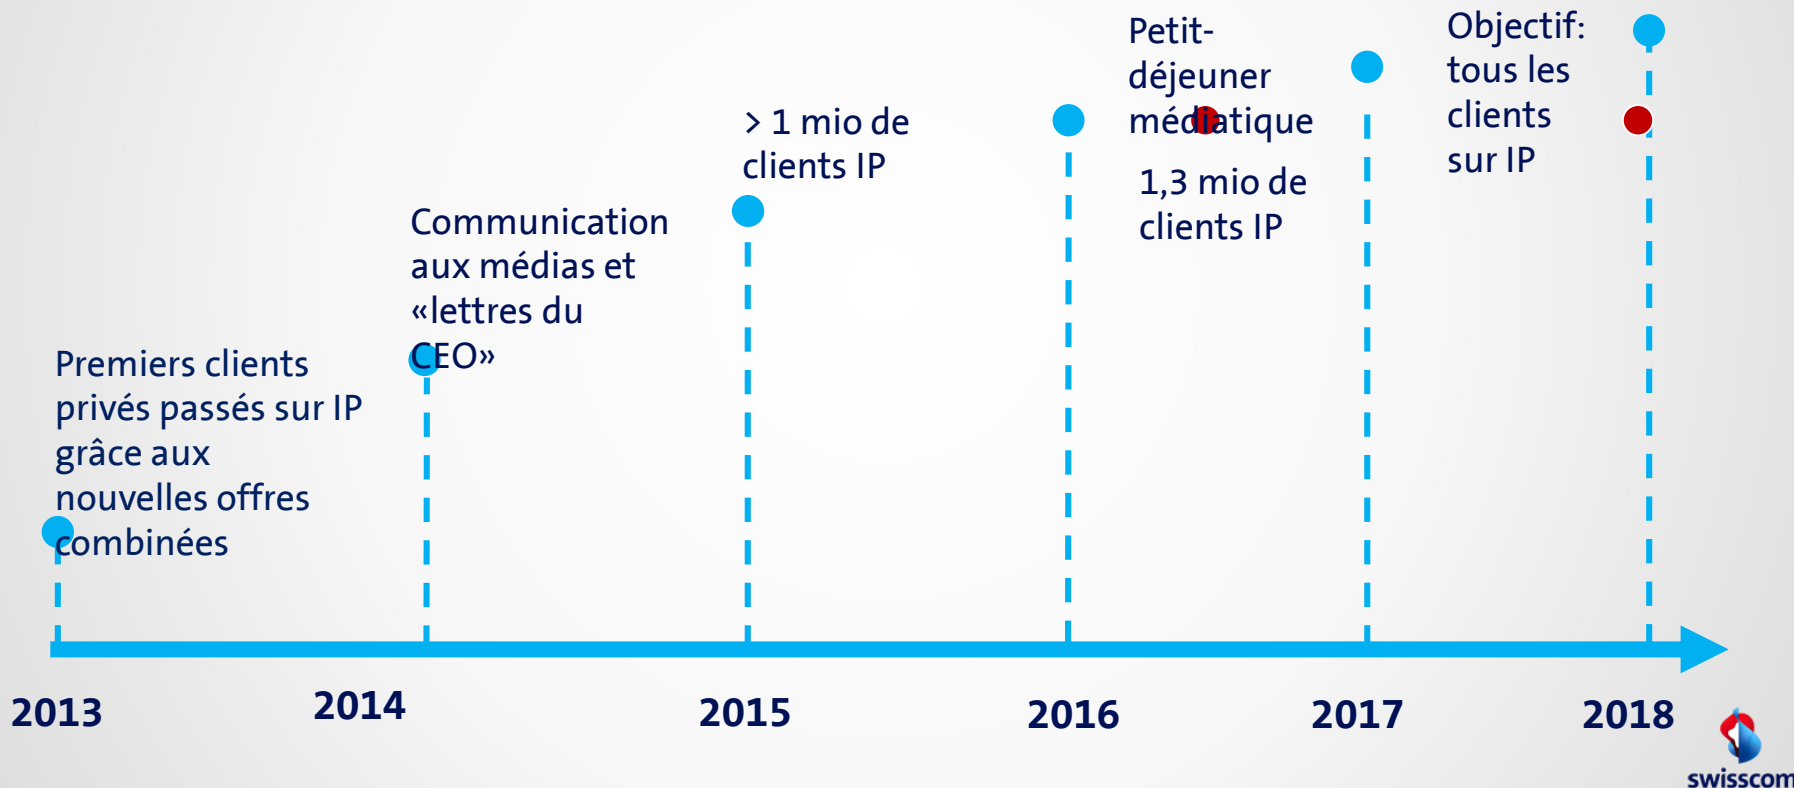 Premiers clients
privés passés sur IP
grâce aux
nouvelles offres
combinées
Communication
aux médias et
«lettres du
CEO»
> 1 mio de
clients IP
Petit-
déjeuner
médiatique
1,3 mio de
clients IP
Objectif:
tous les
clients
sur IP
2013
2014
2015
2016
2017
2018
swisscom